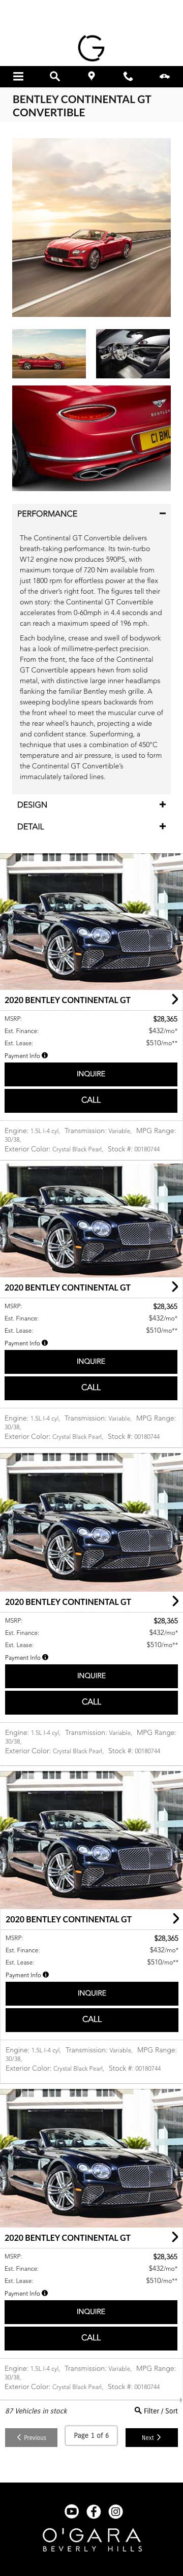 G
BENTLEY CONTINENTAL GT
CONVERTIBLE
BENTLEY
C1 BML
PERFORMANCE
The Continental GT Convertible delivers
breath-taking performance. Its twin-turbo
W12 engine now produces 590PS, with
maximum torque of 720 Nm available from
just 1800 rpm for effortless power at the flex
of the driver's right foot. The figures tell their
own story: the Continental GT Convertible
accelerates from 0-60mph in 4.4 seconds and
can reach a maximum speed of 196 mph.
Each bodyline, crease and swell of bodywork
has a look of millimetre-perfect precision.
From the front, the face of the Continental
GT Convertible appears hewn from solid
metal, with distinctive large inner headlamps
flanking the familiar Bentley mesh grille. A
sweeping bodyline spears backwards from
the front wheel to meet the muscular curve of
the rear wheel's haunch, projecting a wide
and confident stance. Superforming, a
technique that uses a combination of 450°C
temperature and air pressure, is used to form
the Continental GT Convertible's
immaculately tailored lines.
DESIGN
DETAIL
2020 BENTLEY CONTINENTAL GT
MSRP: $28,365
Est. Finance: $432/mo*
Est. Lease: $510/mo**
Payment Info
INQUIRE
CALL
Engine: 1.5L I-4 cyl, Transmission: Variable, MPG Range:
30/38,
Exterior Color: Crystal Black Pearl, Stock #: 00180744
2020 BENTLEY CONTINENTAL GT
MSRP: $28,365
Est. Finance: $432/mo*
Est. Lease: $510/mo**
Payment Info
INQUIRE
CALL
Engine: 1.5L I-4 cyl, Transmission: Variable, MPG Range:
30/38,
Exterior Color: Crystal Black Pearl, Stock #: 00180744
2020 BENTLEY CONTINENTAL GT
MSRP: $28,365
Est. Finance: $432/mo*
Est. Lease: $510/mo**
Payment Info
INQUIRE
CALL
Engine: 1.5L I-4 cyl, Transmission: Variable, MPG Range:
30/38,
Exterior Color: Crystal Black Pearl, Stock #: 00180744
2020 BENTLEY CONTINENTAL GT
MSRP: $28,365
Est. Finance: $432/mo*
Est. Lease: $510/mo**
Payment Info
INQUIRE
CALL
Engine: 1.5L I-4 cyl, Transmission: Variable, MPG Range:
30/38,
Exterior Color: Crystal Black Pearl, Stock #: 00180744
2020 BENTLEY CONTINENTAL GT
MSRP: $28,365
Est. Finance: $432/mo*
Est. Lease: $510/mo**
Payment Info
INQUIRE
CALL
Engine: 1.5L I-4 cyl, Transmission: Variable, MPG Range:
30/38,
Exterior Color: Crystal Black Pearl, Stock #: 00180744
87 Vehicles in stock Filter / Sort
Previous Page 1 of 6 Next
O'GARA
BEVERLY HILLS